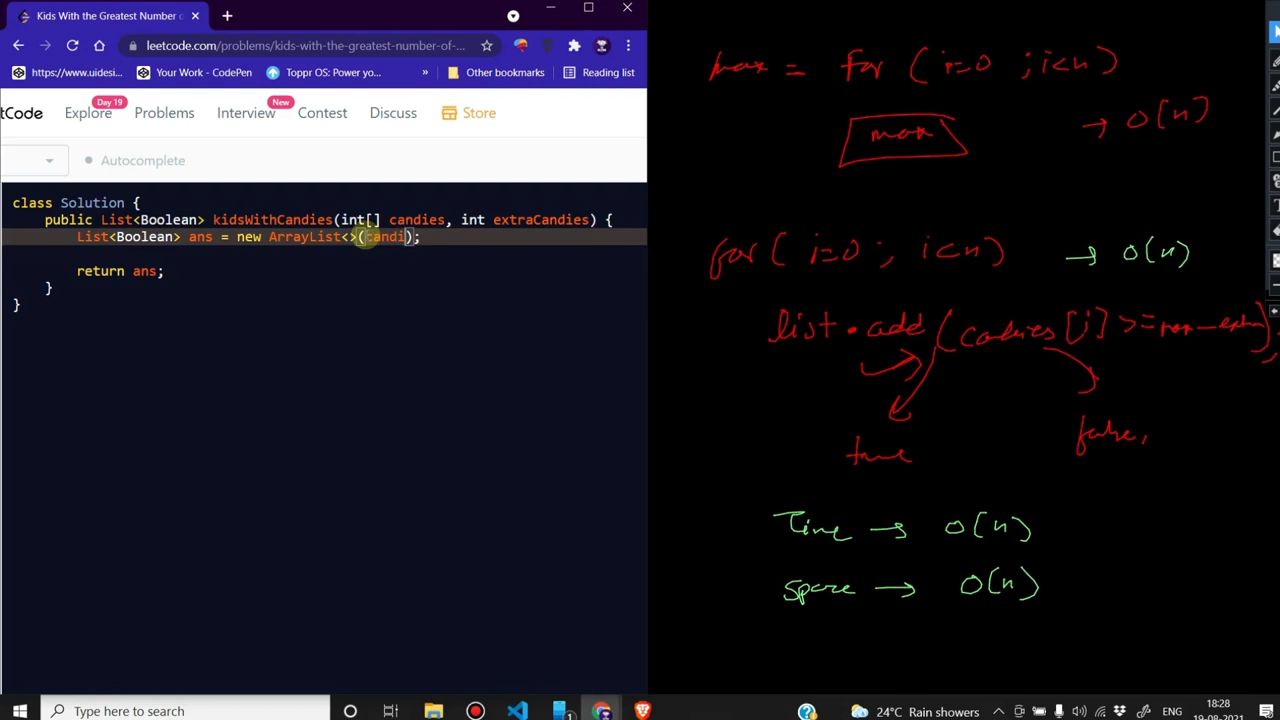 Kids With the Greatest Number o
leetcode.com/problems/kids-with-the-greatest-number-of-...
https://www.uidesi...
Your Work - CodePen
Toppr OS: Power yo...
»
Other bookmarks
Reading list
tCode
Explore
Day 19
Problems
Interview
New
Contest
Discuss
Store
Autocomplete
class Solution {
public List<Boolean> kidsWithCandies(int[] candies, int extraCandies) {
List<Boolean> ans = new ArrayList<>(candi);
return ans;
}
}
max = for ( i=0 ; i<n )
max
→ O(n)
for ( i=0 ; i<n ) → O(n)
list.add (
true
false,
Time → O(n)
Space → O(n)
Type here to search
1
24°C Rain showers
ENG
18:28
19-08-2021